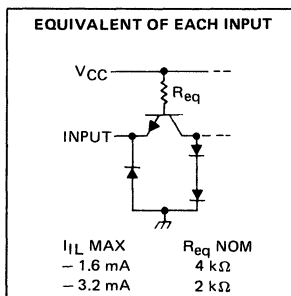 EQUIVALENT OF EACH INPUT
VCC
Req
INPUT
IIL MAX Req NOM
– 1.6 mA 4 kΩ
– 3.2 mA 2 kΩ